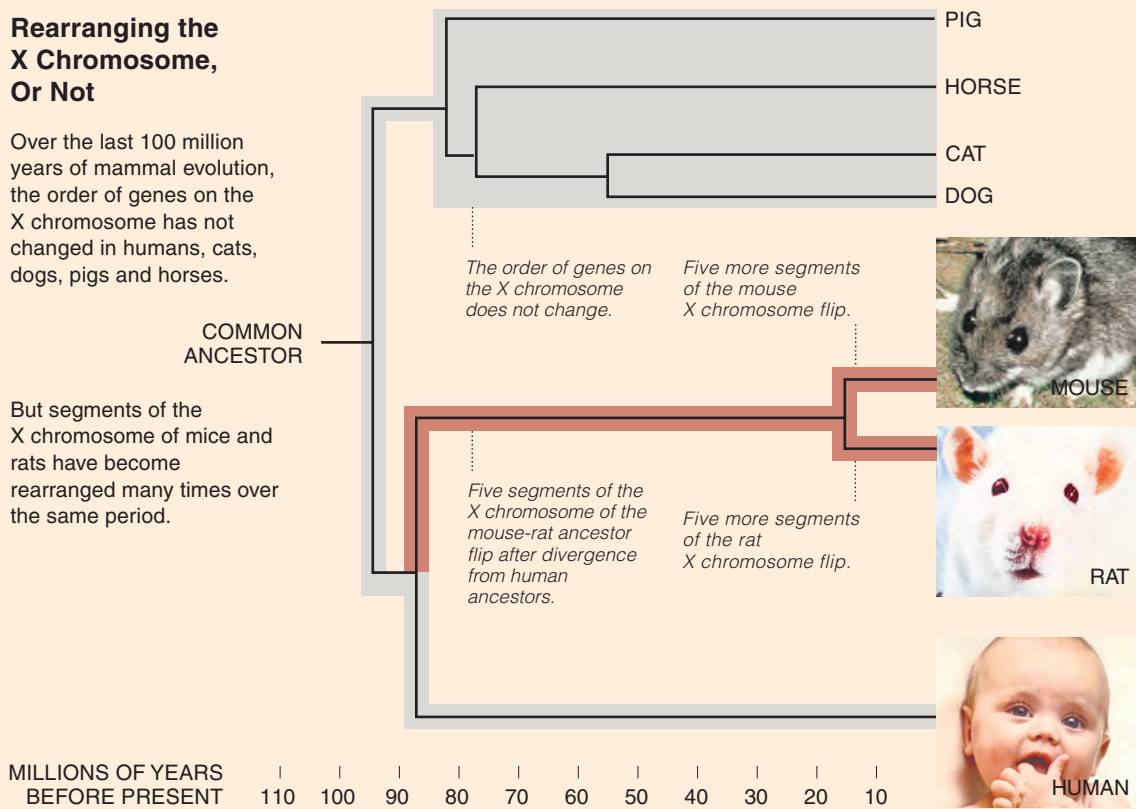 Rearranging the
X Chromosome,
Or Not
Over the last 100 million
years of mammal evolution,
the order of genes on the
X chromosome has not
changed in humans, cats,
dogs, pigs and horses.
COMMON
ANCESTOR
But segments of the
X chromosome of mice and
rats have become
rearranged many times over
the same period.
PIG
HORSE
CAT
DOG
The order of genes on
the X chromosome
does not change.
Five more segments
of the mouse
X chromosome flip.
MOUSE
Five segments of the
X chromosome of the
mouse-rat ancestor
flip after divergence
from human
ancestors.
Five more segments
of the rat
X chromosome flip.
RAT
HUMAN
MILLIONS OF YEARS
BEFORE PRESENT
110 100 90 80 70 60 50 40 30 20 10